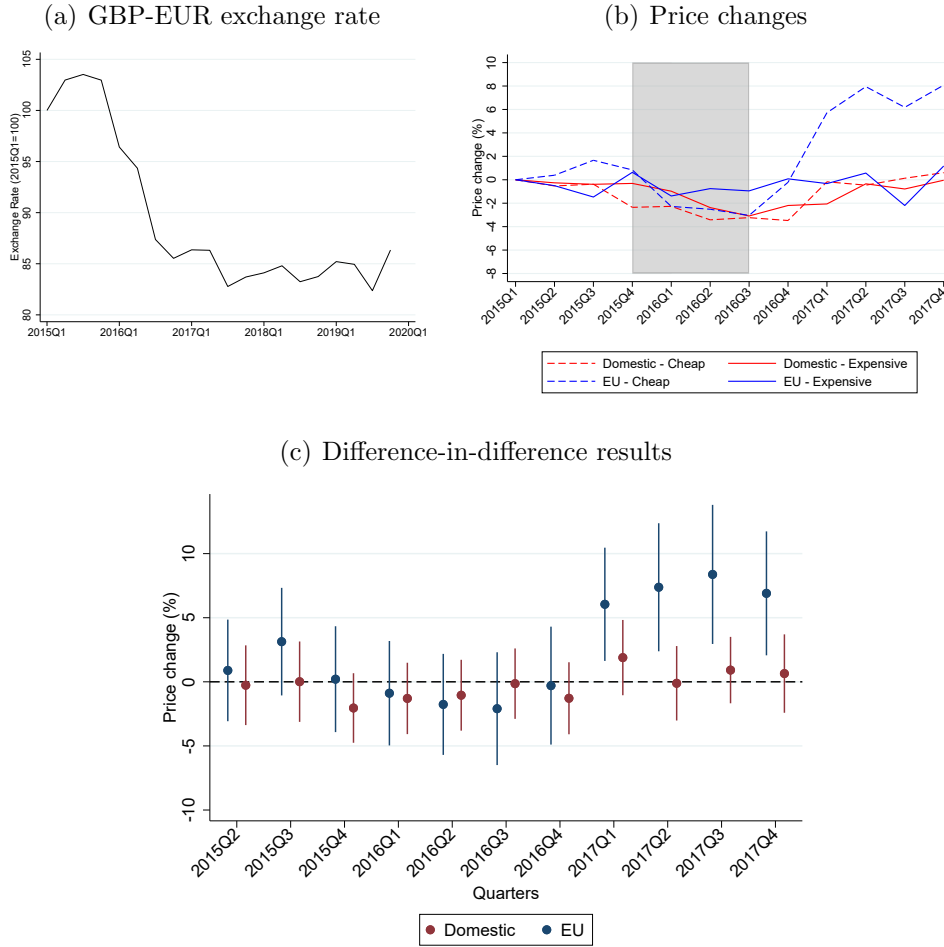 (a) GBP-EUR exchange rate
Exchange Rate (2015Q1=100)
105
100
95
90
85
80
2015Q1 2016Q1 2017Q1 2018Q1 2019Q1 2020Q1
(b) Price changes
Price change (%)
10
8
6
4
2
0
-2
-4
-6
-8
2015Q1 2015Q2 2015Q3 2015Q4 2016Q1 2016Q2 2016Q3 2016Q4 2017Q1 2017Q2 2017Q3 2017Q4
Domestic - Cheap Domestic - Expensive
EU - Cheap EU - Expensive
(c) Difference-in-difference results
Price change (%)
10
5
0
-5
-10
2015Q2 2015Q3 2015Q4 2016Q1 2016Q2 2016Q3 2016Q4 2017Q1 2017Q2 2017Q3 2017Q4
Quarters
Domestic EU